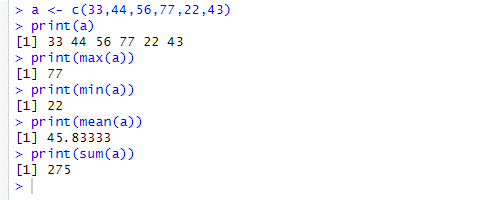 > a <- c(33,44,56,77,22,43)
> print(a)
[1] 33 44 56 77 22 43
> print(max(a))
[1] 77
> print(min(a))
[1] 22
> print(mean(a))
[1] 45.83333
> print(sum(a))
[1] 275
>